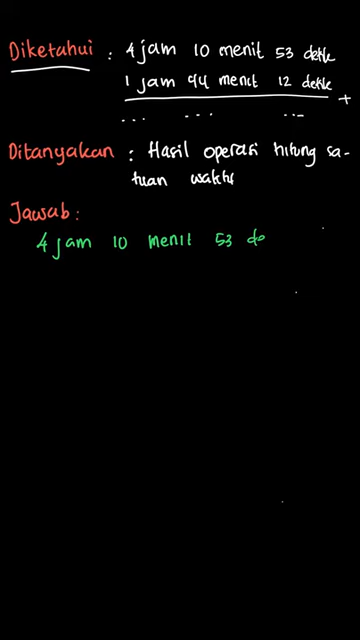 Diketahui : 4 jam 10 menit 53 detik
1 jam 44 menit 12 detik
+
... ... ...
Ditanyakan : Hasil operasi hitung sa-
tuan waktu
Jawab :
4 jam 10 menit 53 de